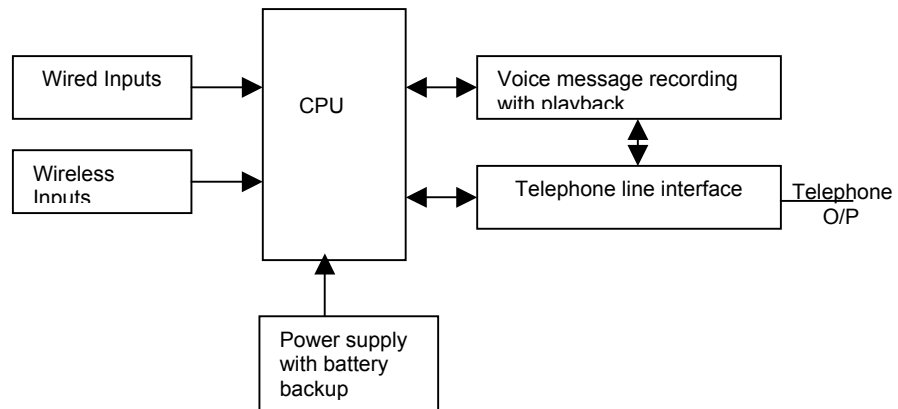 Wired Inputs
Wireless
Inputs
CPU
Voice message recording
with playback
Telephone line interface
Telephone
O/P
Power supply
with battery
backup